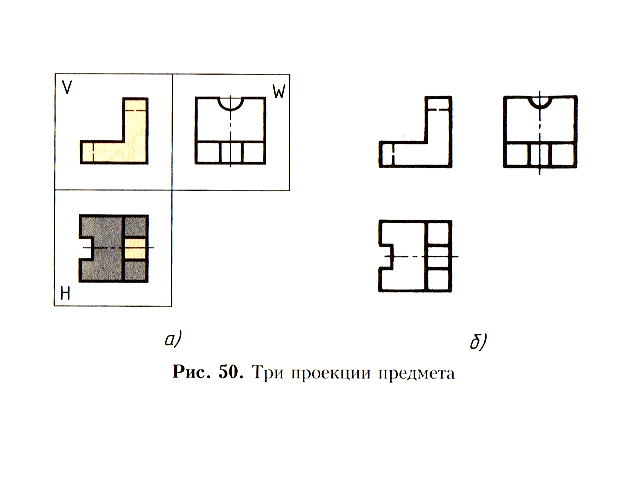 V
W
H
а)
б)
Рис. 50. Три проекции предмета